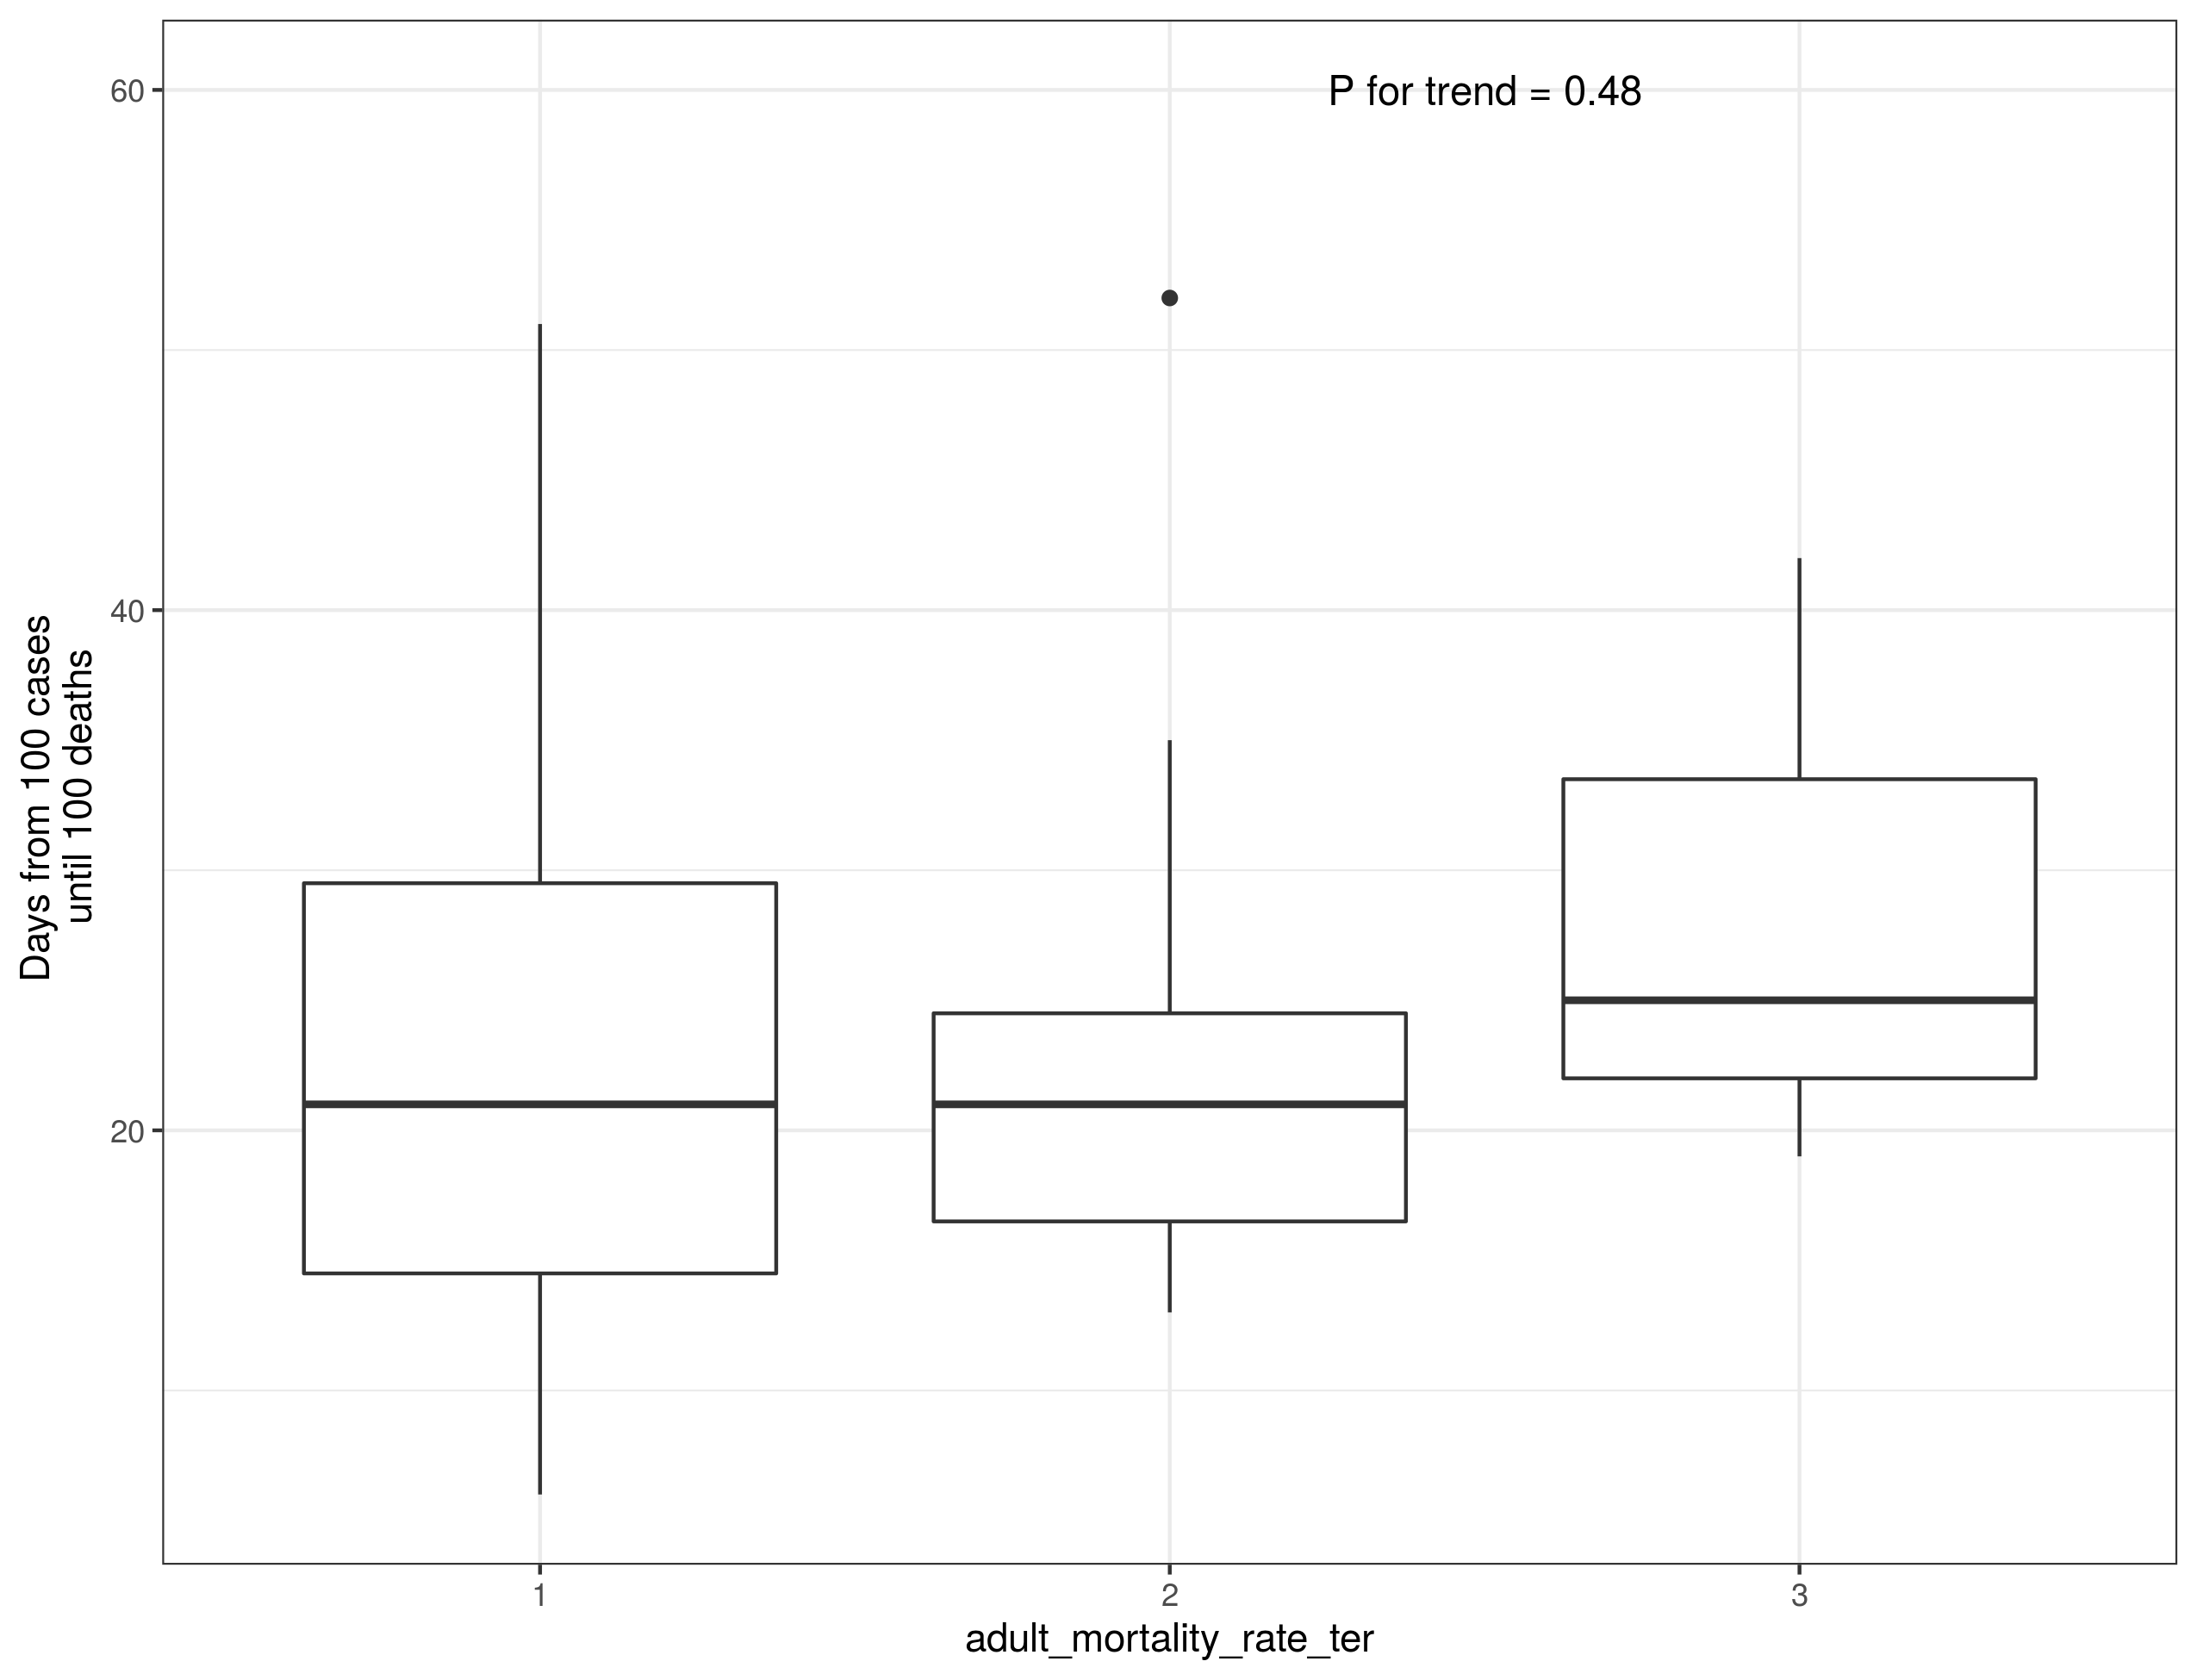 60
P for trend = 0.48
40
20
Days from 100 cases
until 100 deaths
1
2
3
adult_mortality_rate_ter